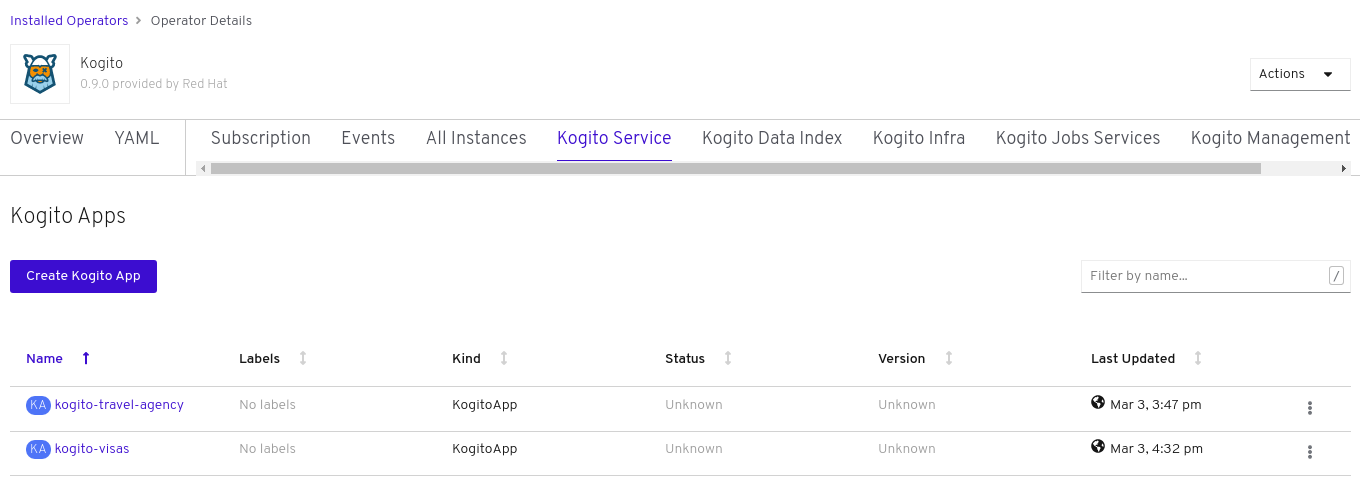 Installed Operators > Operator Details
Kogito
0.9.0 provided by Red Hat
Actions
Overview YAML Subscription Events All Instances Kogito Service Kogito Data Index Kogito Infra Kogito Jobs Services Kogito Management
Kogito Apps
Create Kogito App
Filter by name... /
Name Labels Kind Status Version Last Updated
KA kogito-travel-agency No labels KogitoApp Unknown Unknown Mar 3, 3:47 pm
KA kogito-visas No labels KogitoApp Unknown Unknown Mar 3, 4:32 pm